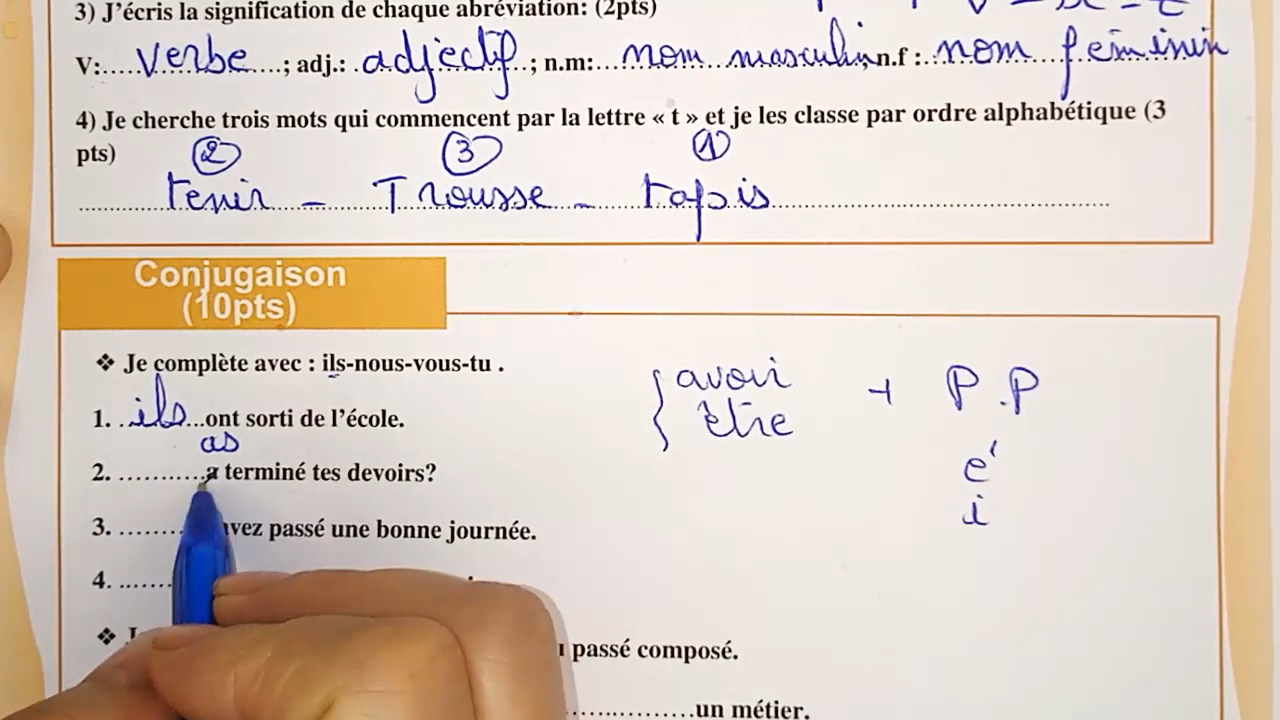 3) J'écris la signification de chaque abréviation: (2pts)
V:.....verbe.....; adj.: .adjectif..; n.m:...nom masculin n.f :..nom féminin
4) Je cherche trois mots qui commencent par la lettre « t » et je les classe par ordre alphabétique (3
pts) 2 3 1
tenir - Trousse - tapis
Conjugaison
(10pts)
❖ Je complète avec : ils-nous-vous-tu .
avoir + P.P
1. ..ils...ont sorti de l'école.
être
as
2. ...........a terminé tes devoirs?
é
i
3. ........vez passé une bonne journée.
4. .......
❖
passé composé.
...............un métier.